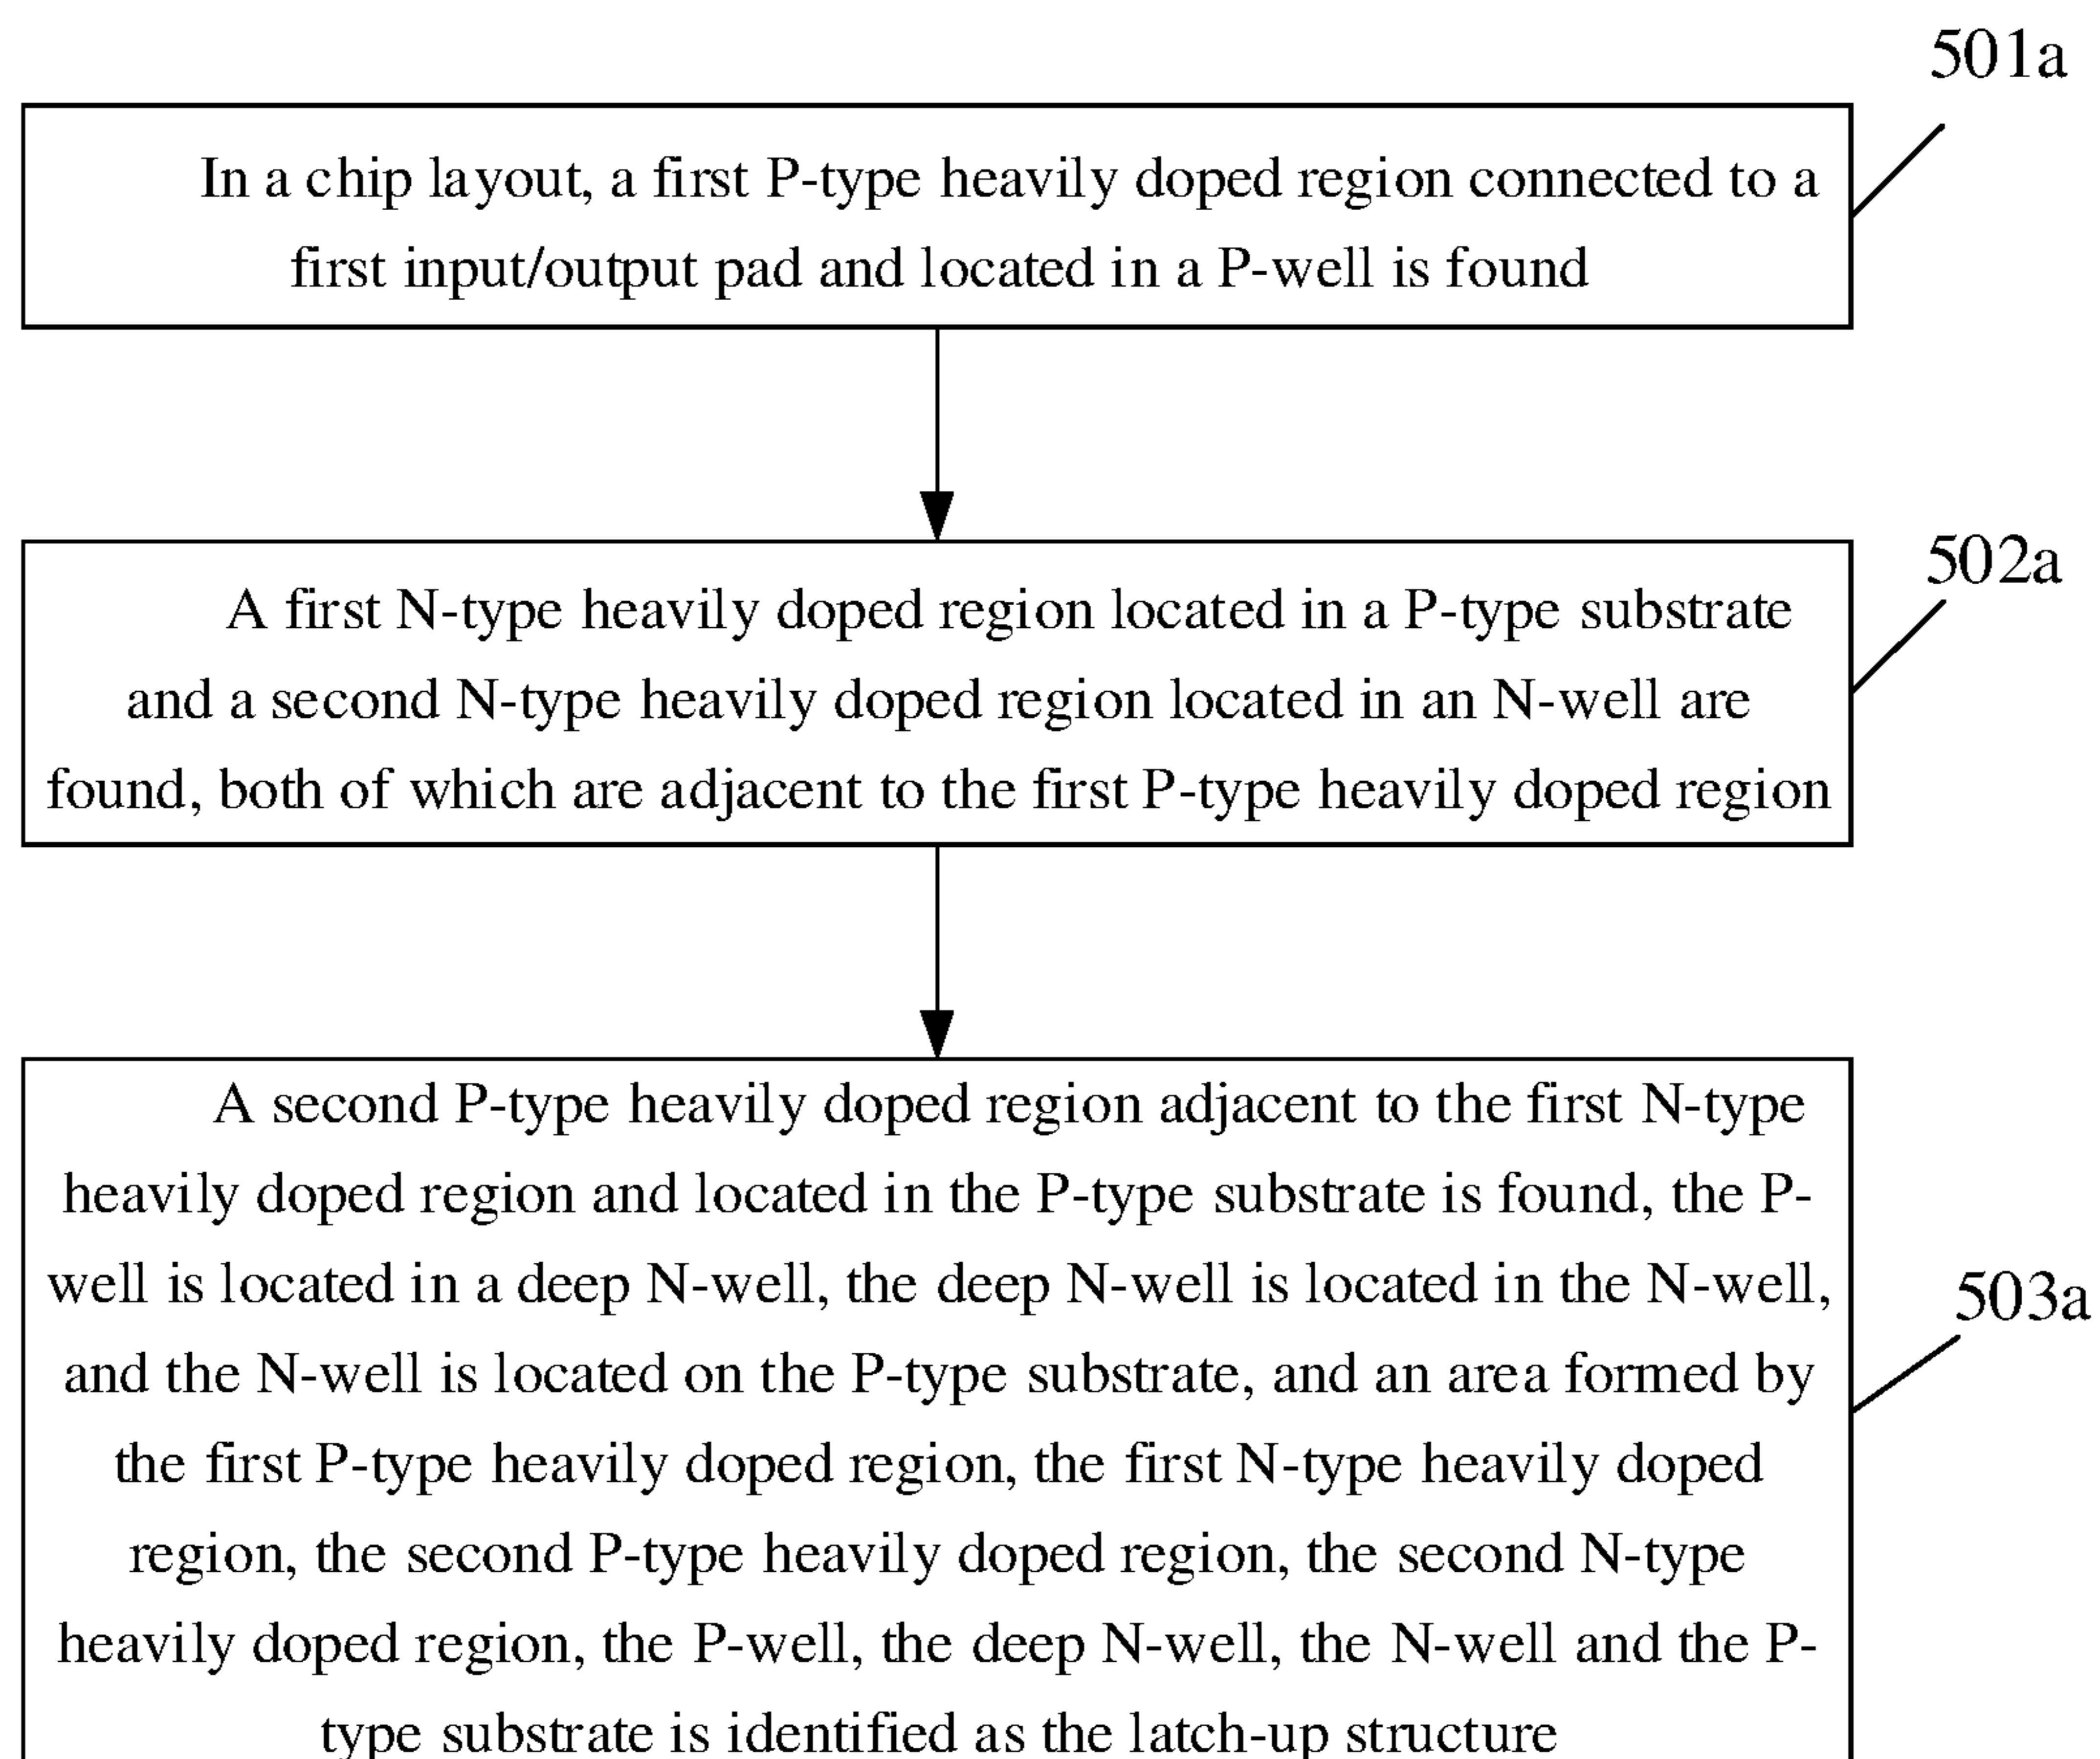 501a
In a chip layout, a first P-type heavily doped region connected to a
first input/output pad and located in a P-well is found
502a
A first N-type heavily doped region located in a P-type substrate
and a second N-type heavily doped region located in an N-well are
found, both of which are adjacent to the first P-type heavily doped region
A second P-type heavily doped region adjacent to the first N-type
heavily doped region and located in the P-type substrate is found, the P-
well is located in a deep N-well, the deep N-well is located in the N-well,
503a
and the N-well is located on the P-type substrate, and an area formed by
the first P-type heavily doped region, the first N-type heavily doped
region, the second P-type heavily doped region, the second N-type
heavily doped region, the P-well, the deep N-well, the N-well and the P-
type substrate is identified as the latch-up structure